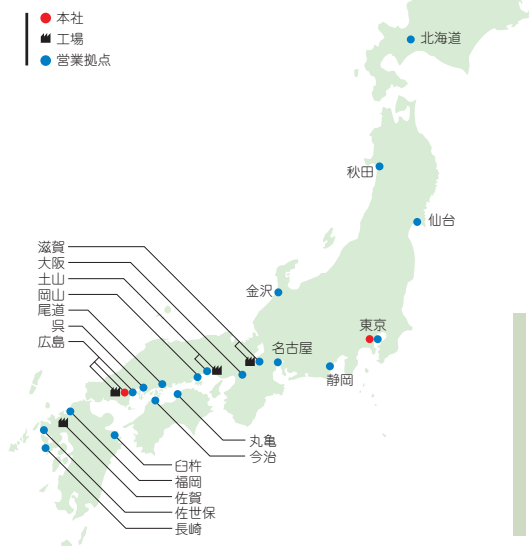 本社
工場
営業拠点
北海道
秋田
仙台
滋賀
大阪
土山
岡山
尾道
呉
広島
金沢
東京
名古屋
静岡
丸亀
今治
臼杵
福岡
佐賀
佐世保
長崎